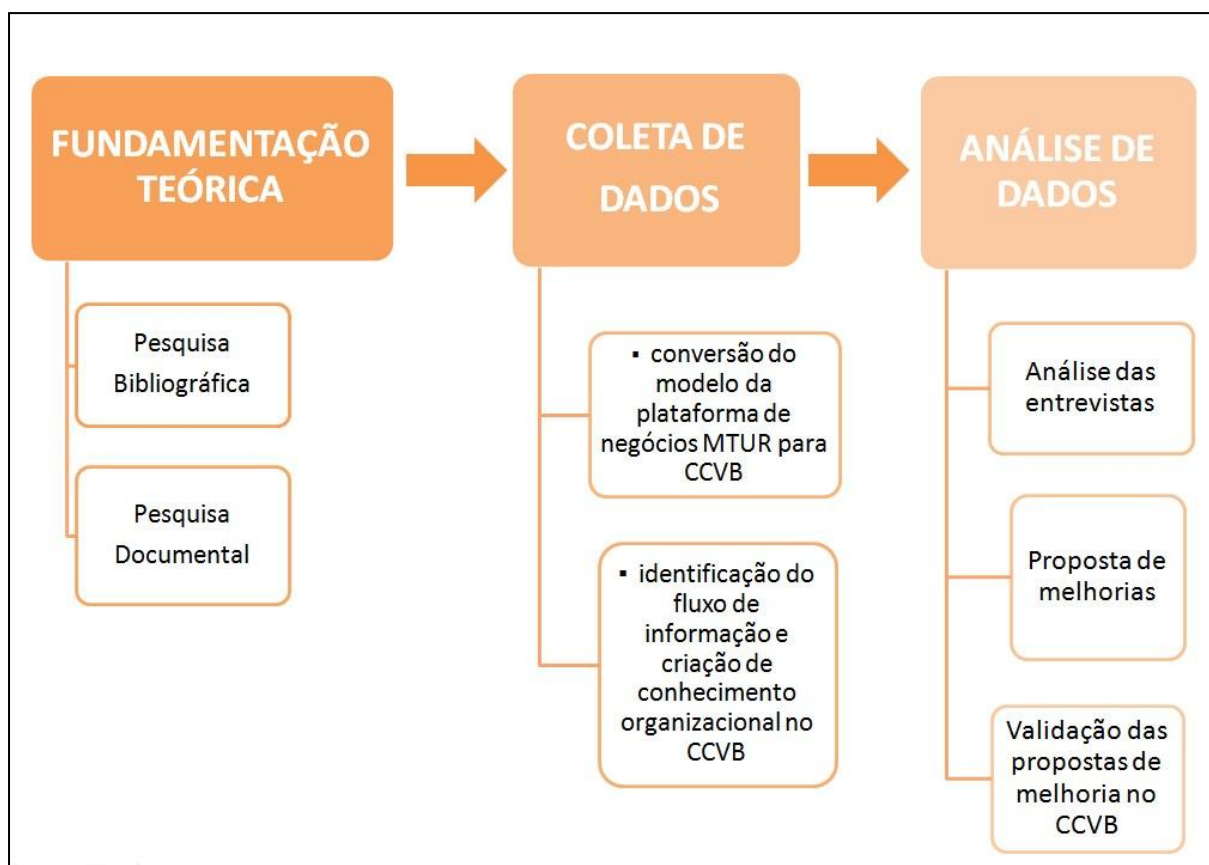 FUNDAMENTAÇÃO
TEÓRICA
Pesquisa
Bibliográfica
Pesquisa
Documental
COLETA DE
DADOS
▪ conversão do
modelo da
plataforma de
negócios MTUR para
CCVB
▪ identificação do
fluxo de
informação e
criação de
conhecimento
organizacional no
CCVB
ANÁLISE DE
DADOS
Análise das
entrevistas
Proposta de
melhorias
Validação das
propostas de
melhoria no
CCVB